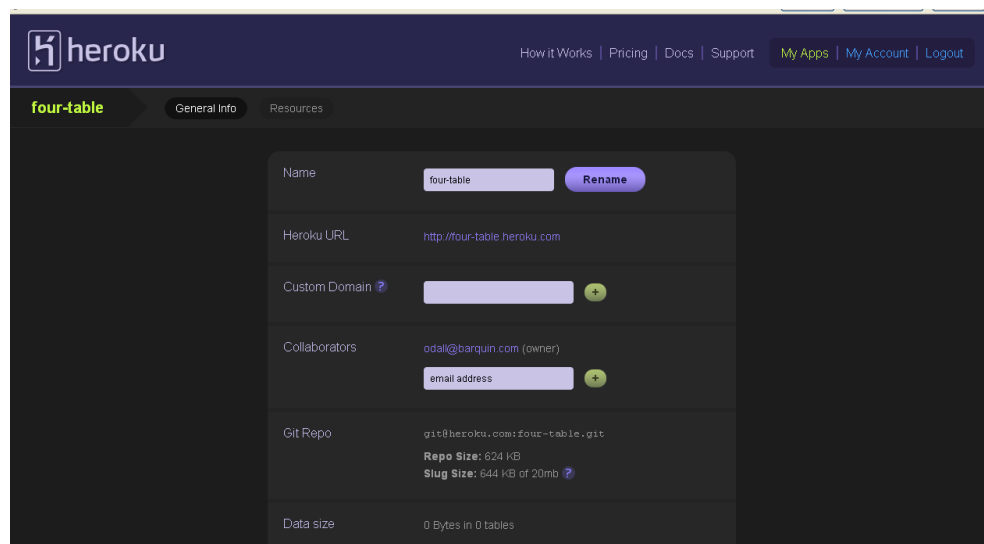 heroku
How it Works | Pricing | Docs | Support My Apps | My Account | Logout
four-table General Info Resources
Name four-table Rename
Heroku URL http://four-table.heroku.com
Custom Domain ? +
Collaborators odall@barquin.com (owner)
email address +
Git Repo git@heroku.com:four-table.git
Repo Size: 624 KB
Slug Size: 644 KB of 20mb ?
Data size 0 Bytes in 0 tables